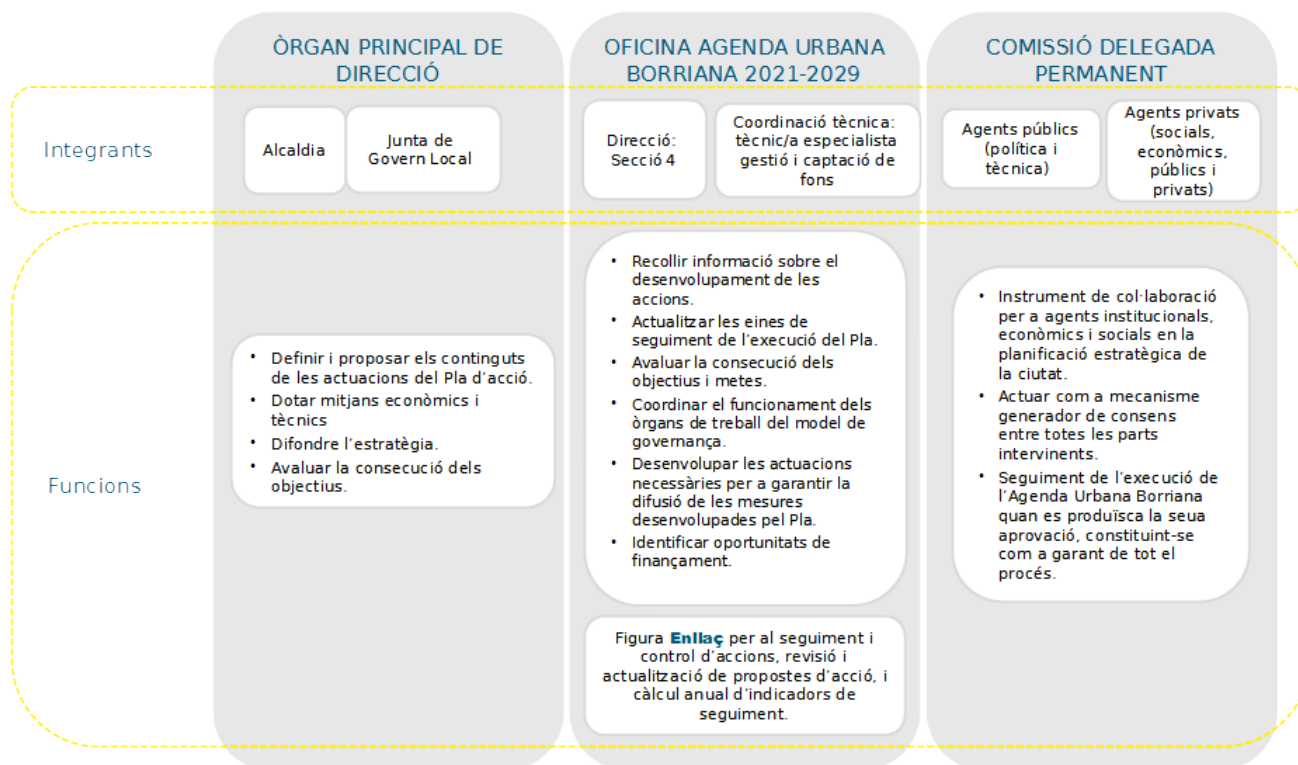 ÒRGAN PRINCIPAL DE
DIRECCIÓ
OFICINA AGENDA URBANA
BORRIANA 2021-2029
COMISSIÓ DELEGADA
PERMANENT
Integrants
Alcaldia
Junta de
Govern Local
Direcció:
Secció 4
Coordinació tècnica:
tècnic/a especialista
gestió i captació de
fons
Agents públics
(política i
tècnica)
Agents privats
(socials,
econòmics,
públics i
privats)
Funcions
• Definir i proposar els continguts
de les actuacions del Pla d’acció.
• Dotar mitjans econòmics i
tècnics
• Difondre l’estratègia.
• Avaluar la consecució dels
objectius.
• Recollir informació sobre el
desenvolupament de les
accions.
• Actualitzar les eines de
seguiment de l’execució del Pla.
• Avaluar la consecució dels
objectius i metes.
• Coordinar el funcionament dels
òrgans de treball del model de
governança.
• Desenvolupar les actuacions
necessàries per a garantir la
difusió de les mesures
desenvolupades pel Pla.
• Identificar oportunitats de
finançament.
Figura Enllaç per al seguiment i
control d’accions, revisió i
actualització de propostes d’acció, i
càlcul anual d’indicadors de
seguiment.
• Instrument de col·laboració
per a agents institucionals,
econòmics i socials en la
planificació estratègica de
la ciutat.
• Actuar com a mecanisme
generador de consens
entre totes les parts
intervinents.
• Seguiment de l’execució de
l’Agenda Urbana Borriana
quan es produïsca la seua
aprovació, constituint-se
com a garant de tot el
procés.